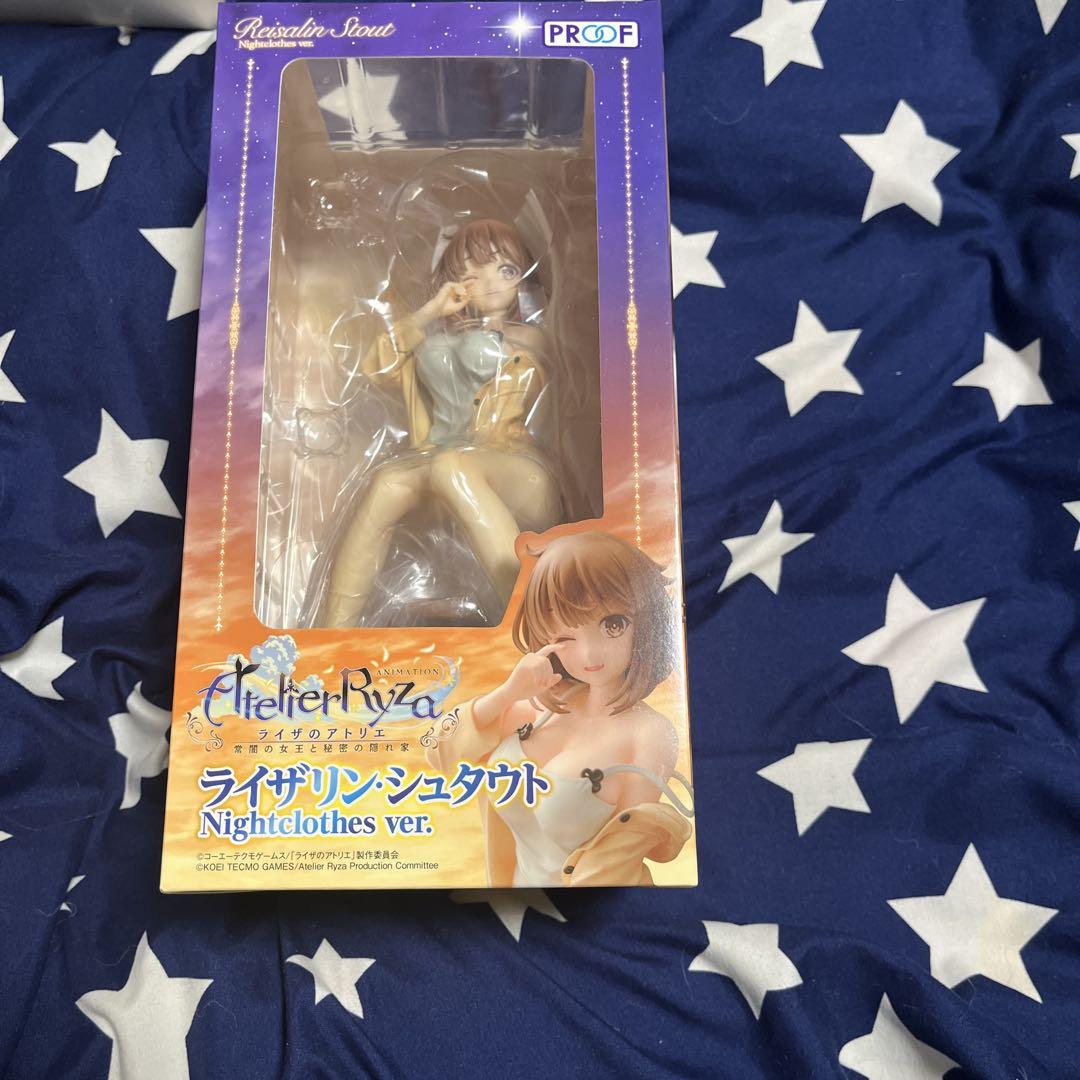 Reisalin Stout
Nightclothes ver.
PROOF
ANIMATION
Atelier Ryza
ライザのアトリエ
常闇の女王と秘密の隠れ家
ライザリン・シュタウト
Nightclothes ver.
©コーエーテクモゲームス/「ライザのアトリエ」製作委員会
©KOEI TECMO GAMES/Atelier Ryza Production Committee